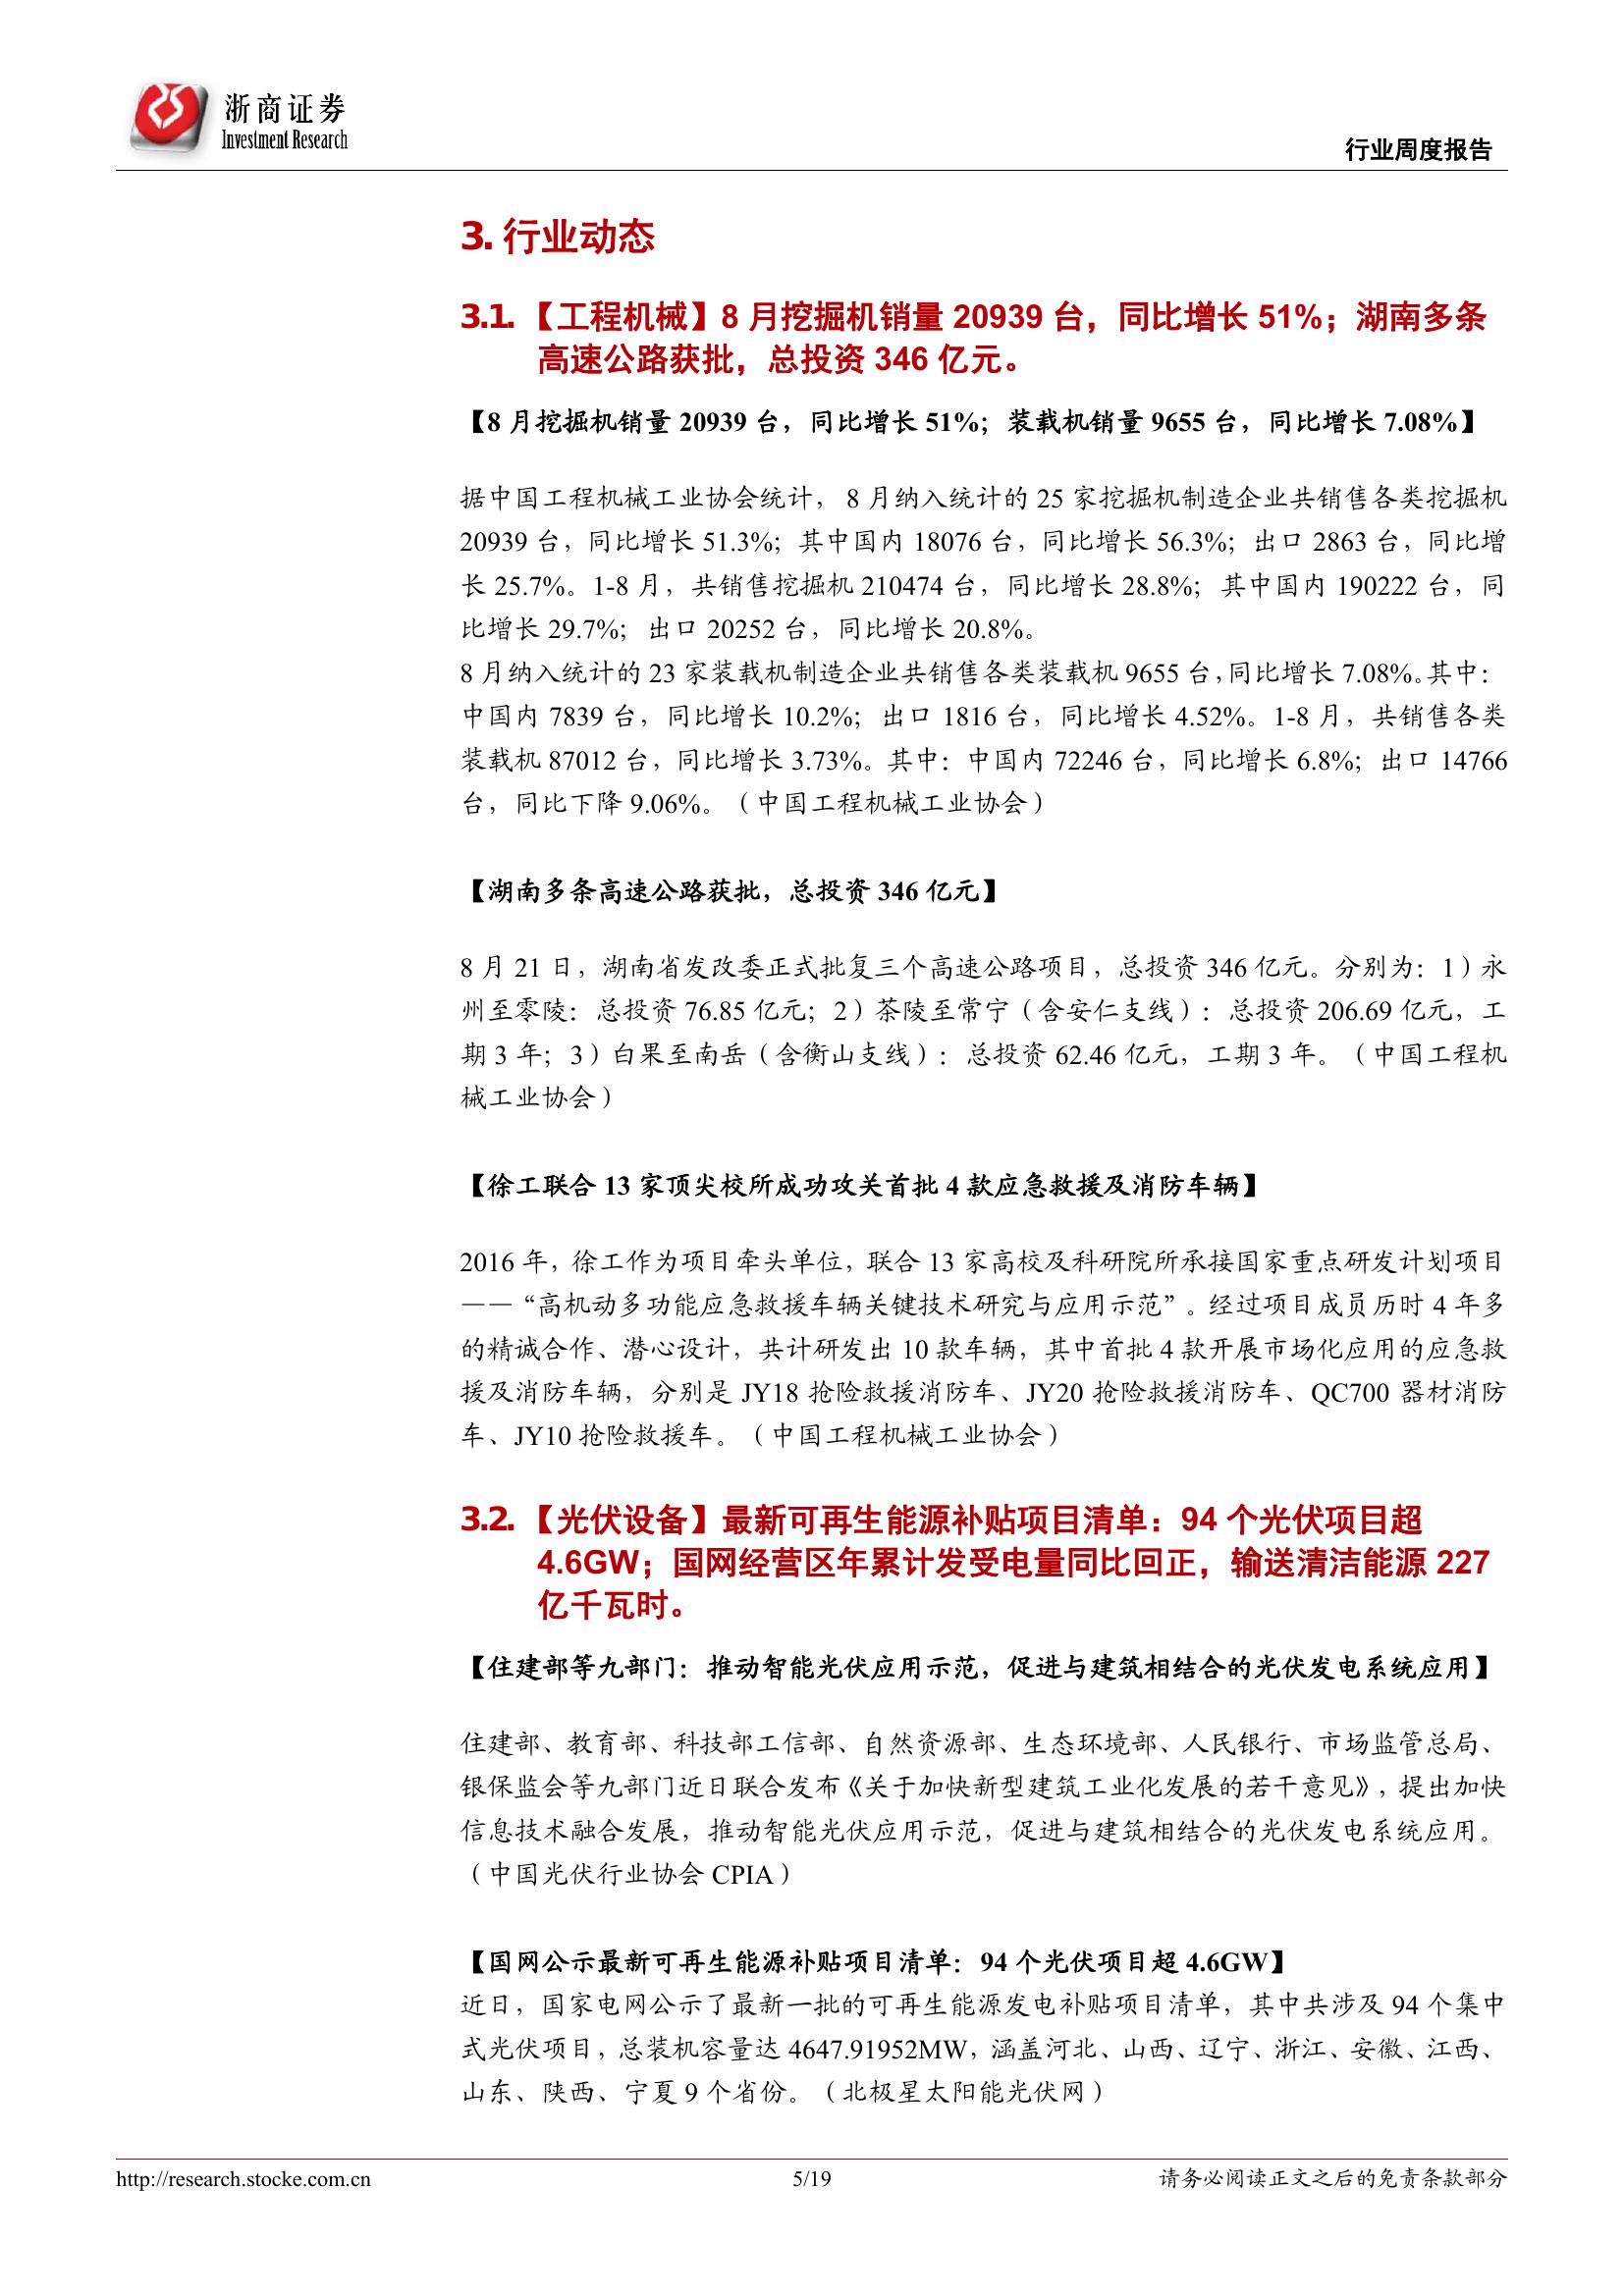 浙商证券
Investment Research
行业周度报告
3. 行业动态
3.1. 【工程机械】8 月挖掘机销量 20939 台，同比增长 51%；湖南多条
高速公路获批，总投资 346 亿元。
【8 月挖掘机销量 20939 台，同比增长 51%；装载机销量 9655 台，同比增长 7.08%】
据中国工程机械工业协会统计， 8 月纳入统计的 25 家挖掘机制造企业共销售各类挖掘机
20939 台，同比增长 51.3%；其中国内 18076 台，同比增长 56.3%；出口 2863 台，同比增
长 25.7%。1-8 月，共销售挖掘机 210474 台，同比增长 28.8%；其中国内 190222 台，同
比增长 29.7%；出口 20252 台，同比增长 20.8%。
8 月纳入统计的 23 家装载机制造企业共销售各类装载机 9655 台，同比增长 7.08%。其中：
中国内 7839 台，同比增长 10.2%；出口 1816 台，同比增长 4.52%。1-8 月，共销售各类
装载机 87012 台，同比增长 3.73%。其中：中国内 72246 台，同比增长 6.8%；出口 14766
台，同比下降 9.06%。（中国工程机械工业协会）
【湖南多条高速公路获批，总投资 346 亿元】
8 月 21 日，湖南省发改委正式批复三个高速公路项目，总投资 346 亿元。分别为：1）永
州至零陵：总投资 76.85 亿元；2）茶陵至常宁（含安仁支线）：总投资 206.69 亿元，工
期 3 年；3）白果至南岳（含衡山支线）：总投资 62.46 亿元，工期 3 年。（中国工程机
械工业协会）
【徐工联合 13 家顶尖校所成功攻关首批 4 款应急救援及消防车辆】
2016 年，徐工作为项目牵头单位，联合 13 家高校及科研院所承接国家重点研发计划项目
——“高机动多功能应急救援车辆关键技术研究与应用示范”。经过项目成员历时 4 年多
的精诚合作、潜心设计，共计研发出 10 款车辆，其中首批 4 款开展市场化应用的应急救
援及消防车辆，分别是 JY18 抢险救援消防车、JY20 抢险救援消防车、QC700 器材消防
车、JY10 抢险救援车。（中国工程机械工业协会）
3.2. 【光伏设备】最新可再生能源补贴项目清单：94 个光伏项目超
4.6GW；国网经营区年累计发受电量同比回正，输送清洁能源 227
亿千瓦时。
【住建部等九部门：推动智能光伏应用示范，促进与建筑相结合的光伏发电系统应用】
住建部、教育部、科技部工信部、自然资源部、生态环境部、人民银行、市场监管总局、
银保监会等九部门近日联合发布《关于加快新型建筑工业化发展的若干意见》，提出加快
信息技术融合发展，推动智能光伏应用示范，促进与建筑相结合的光伏发电系统应用。
（中国光伏行业协会 CPIA）
【国网公示最新可再生能源补贴项目清单：94 个光伏项目超 4.6GW】
近日，国家电网公示了最新一批的可再生能源发电补贴项目清单，其中共涉及 94 个集中
式光伏项目，总装机容量达 4647.91952MW，涵盖河北、山西、辽宁、浙江、安徽、江西、
山东、陕西、宁夏 9 个省份。（北极星太阳能光伏网）
http://research.stocke.com.cn
5/19
请务必阅读正文之后的免责条款部分